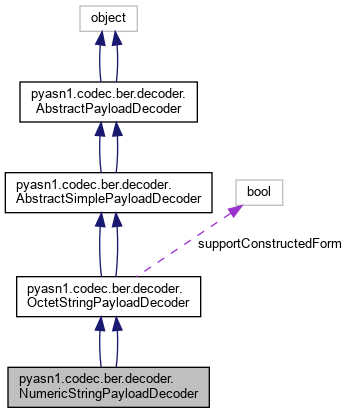 object
pyasn1.codec.ber.decoder.
AbstractPayloadDecoder
pyasn1.codec.ber.decoder.
AbstractSimplePayloadDecoder
bool
supportConstructedForm
pyasn1.codec.ber.decoder.
OctetStringPayloadDecoder
pyasn1.codec.ber.decoder.
NumericStringPayloadDecoder